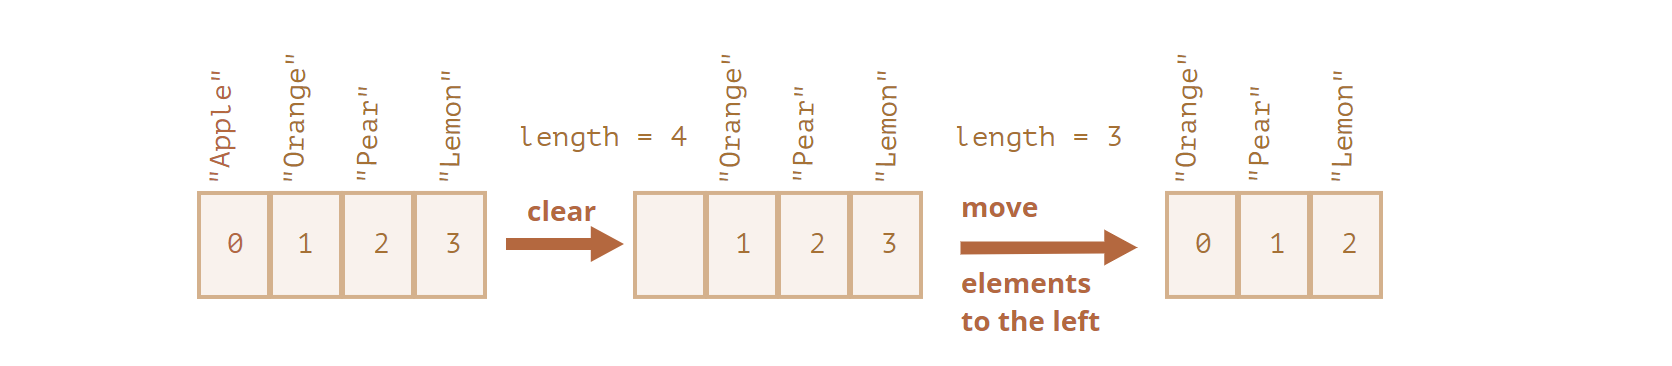 "Apple"
"Orange"
"Pear"
"Lemon"
0
1
2
3
length = 4
clear
"Orange"
"Pear"
"Lemon"
1
2
3
length = 3
move
elements
to the left
"Orange"
"Pear"
"Lemon"
0
1
2